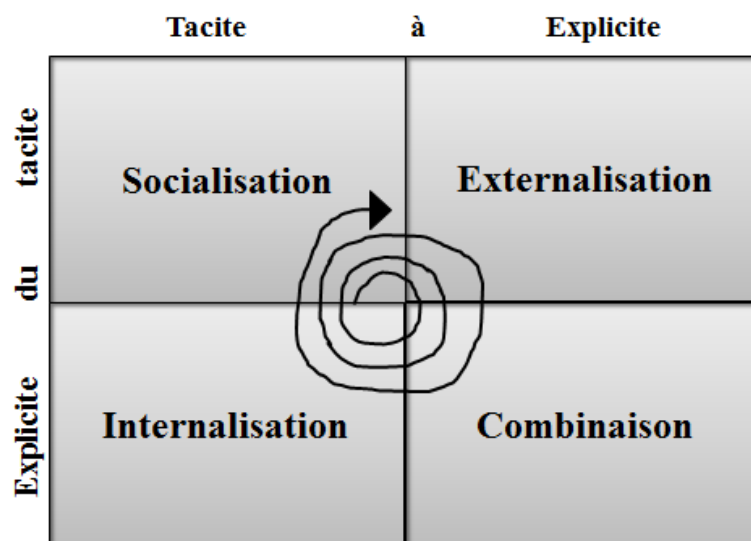 Tacite à Explicite
tacite
Socialisation
Externalisation
du
Explicite
Internalisation
Combinaison